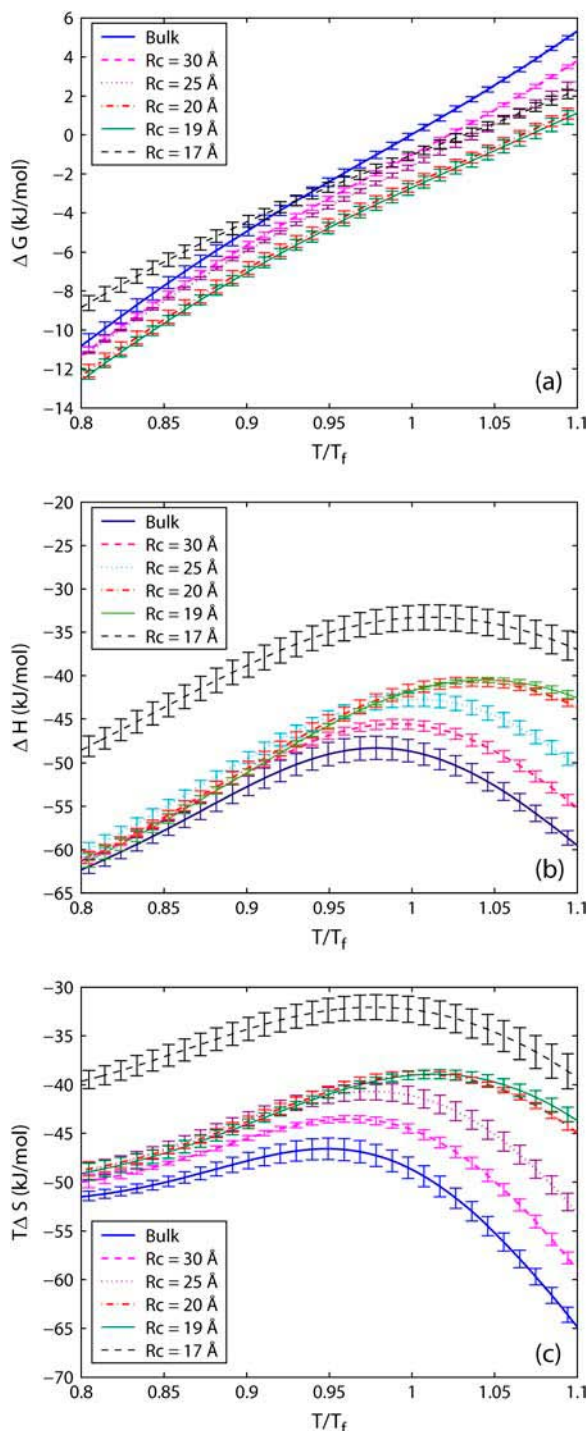 6
4
2
0
−2
−4
−6
−8
−10
−12
−14
Δ G (kJ/mol)
Bulk
Rc = 30 Å
Rc = 25 Å
Rc = 20 Å
Rc = 19 Å
Rc = 17 Å
(a)
0.8 0.85 0.9 0.95 1 1.05 1.1
T/Tf
−20
−25
−30
−35
−40
−45
−50
−55
−60
−65
Δ H (kJ/mol)
Bulk
Rc = 30 Å
Rc = 25 Å
Rc = 20 Å
Rc = 19 Å
Rc = 17 Å
(b)
0.8 0.85 0.9 0.95 1 1.05 1.1
T/Tf
−30
−35
−40
−45
−50
−55
−60
−65
−70
TΔ S (kJ/mol)
Bulk
Rc = 30 Å
Rc = 25 Å
Rc = 20 Å
Rc = 19 Å
Rc = 17 Å
(c)
0.8 0.85 0.9 0.95 1 1.05 1.1
T/Tf